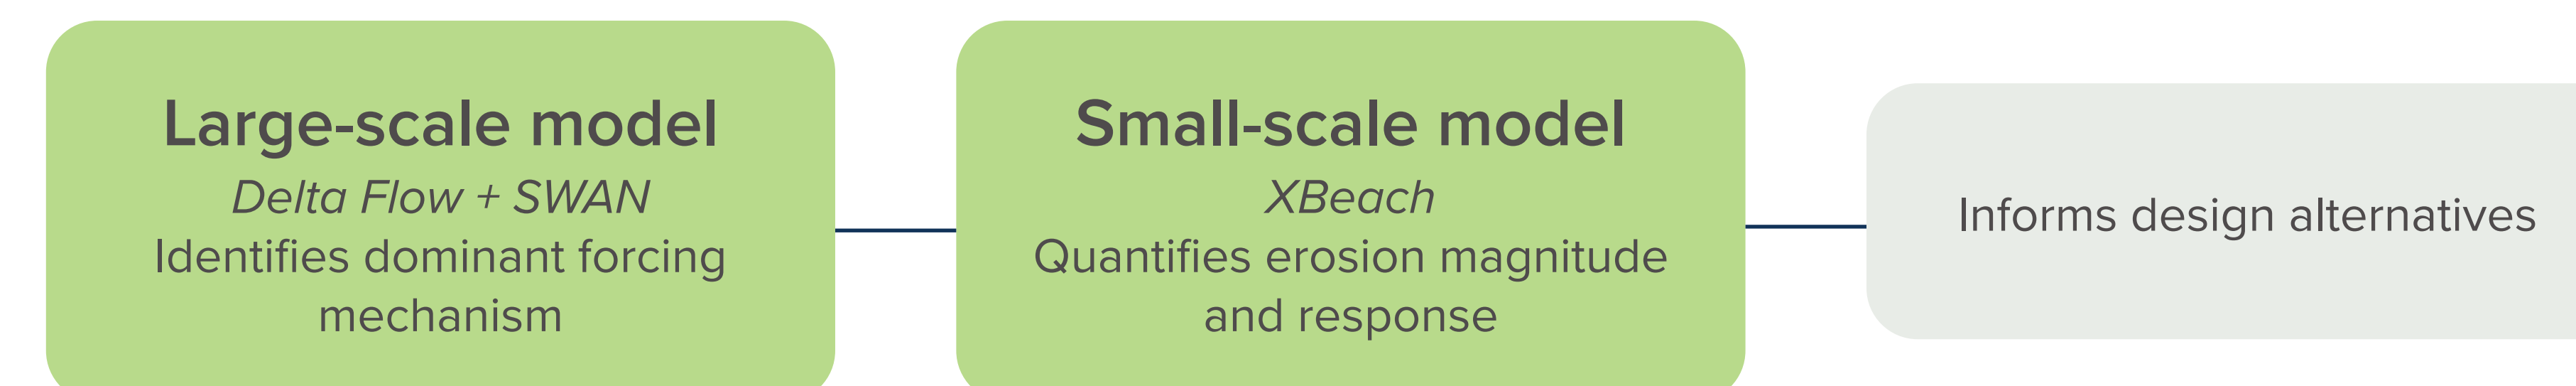 Large-scale model
Delta Flow + SWAN
Identifies dominant forcing
mechanism
Small-scale model
XBeach
Quantifies erosion magnitude
and response
Informs design alternatives